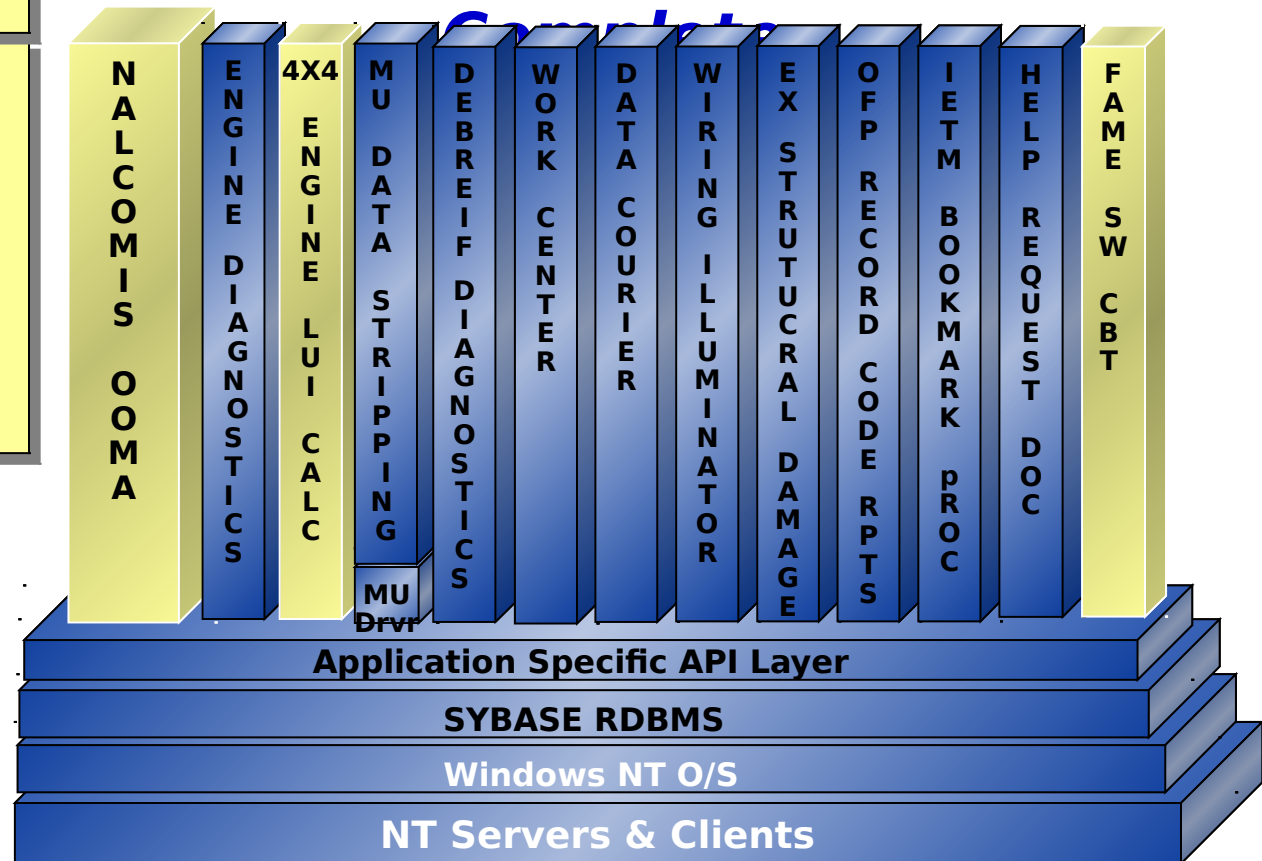 Complete
NALCOMIS OOMA
ENGINE DIAGNOSTICS
4X4 ENGINE LUI CALC
MU DATA STRIPPING
MU
Drvr
DEBREIF DIAGNOSTICS
WORK CENTER
DATA COURIER
WIRING ILLUMINATOR
EX STRUTUCRAL DAMAGE
OFP RECORD CODE RPTS
IETM BOOKMARK pROC
HELP REQUEST DOC
FAME SW CBT
Application Specific API Layer
SYBASE RDBMS
Windows NT O/S
NT Servers & Clients